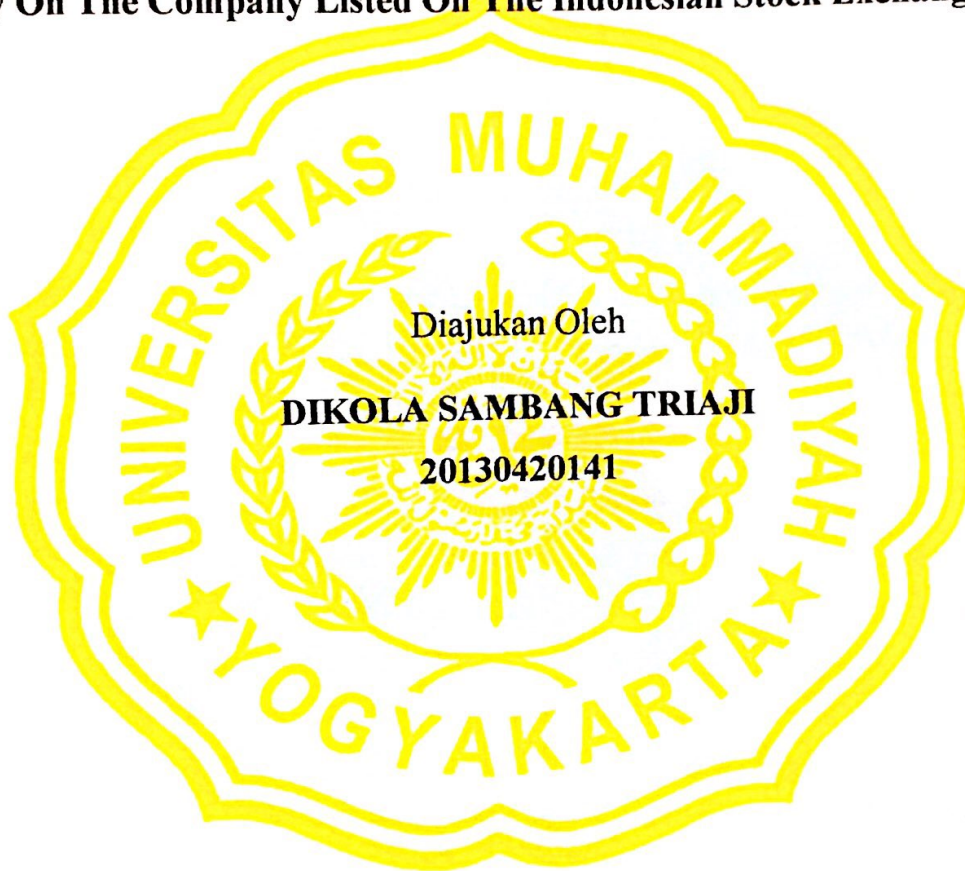 y On The Company Listed On The Indonesian Stock Exchang
UNIVERSITAS MUHAMMADIYAH
Diajukan Oleh
DIKOLA SAMBANG TRIAJI
20130420141
★ YOGYAKARTA ★